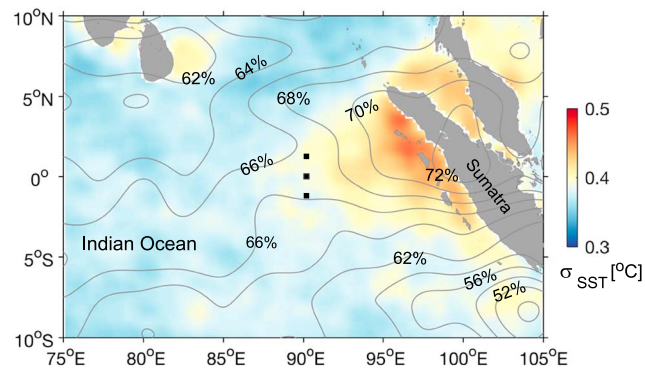 10°N
5°N
0°
5°S
10°S
75°E
80°E
85°E
90°E
95°E
100°E
105°E
62%
64%
68%
70%
66%
72%
Sumatra
Indian Ocean
66%
62%
56%
52%
0.5
0.4
0.3
σ SST [°C]